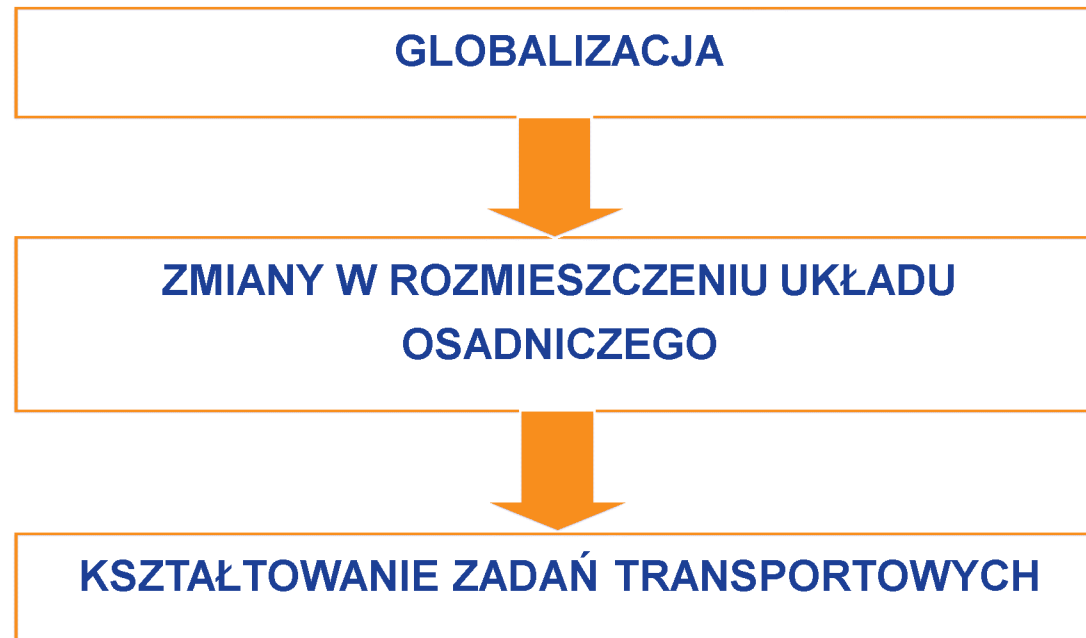 GLOBALIZACJA
ZMIANY W ROZMIESZCZENIU UKŁADU
OSADNICZEGO
KSZTAŁTOWANIE ZADAŃ TRANSPORTOWYCH